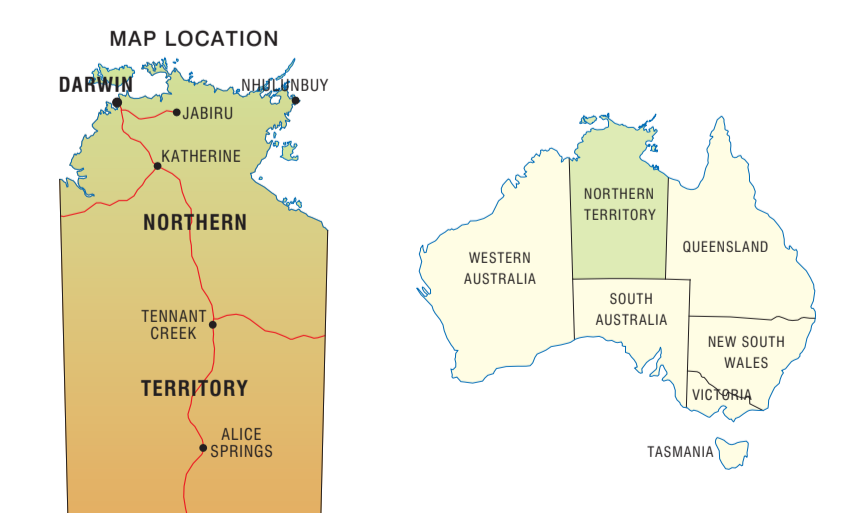 MAP LOCATION
DARWIN
NHULUNBUY
JABIRU
KATHERINE
NORTHERN
TENNANT
CREEK
TERRITORY
ALICE
SPRINGS
NORTHERN
TERRITORY
WESTERN
AUSTRALIA
QUEENSLAND
SOUTH
AUSTRALIA
NEW SOUTH
WALES
VICTORIA
TASMANIA